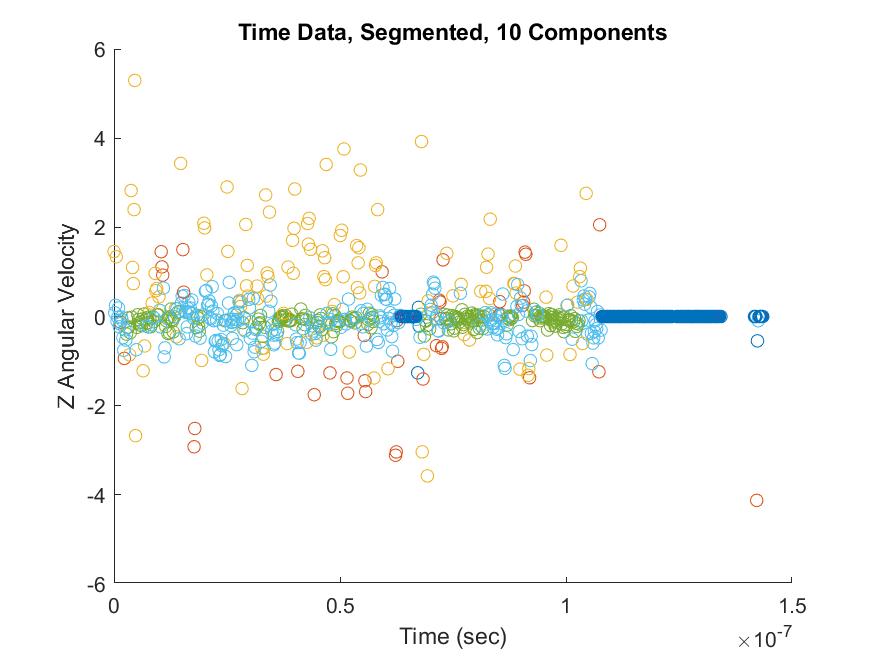 Time Data, Segmented, 10 Components
6
4
2
0
-2
-4
-6
Z Angular Velocity
0 0.5 1 1.5
Time (sec)
×10⁻⁷